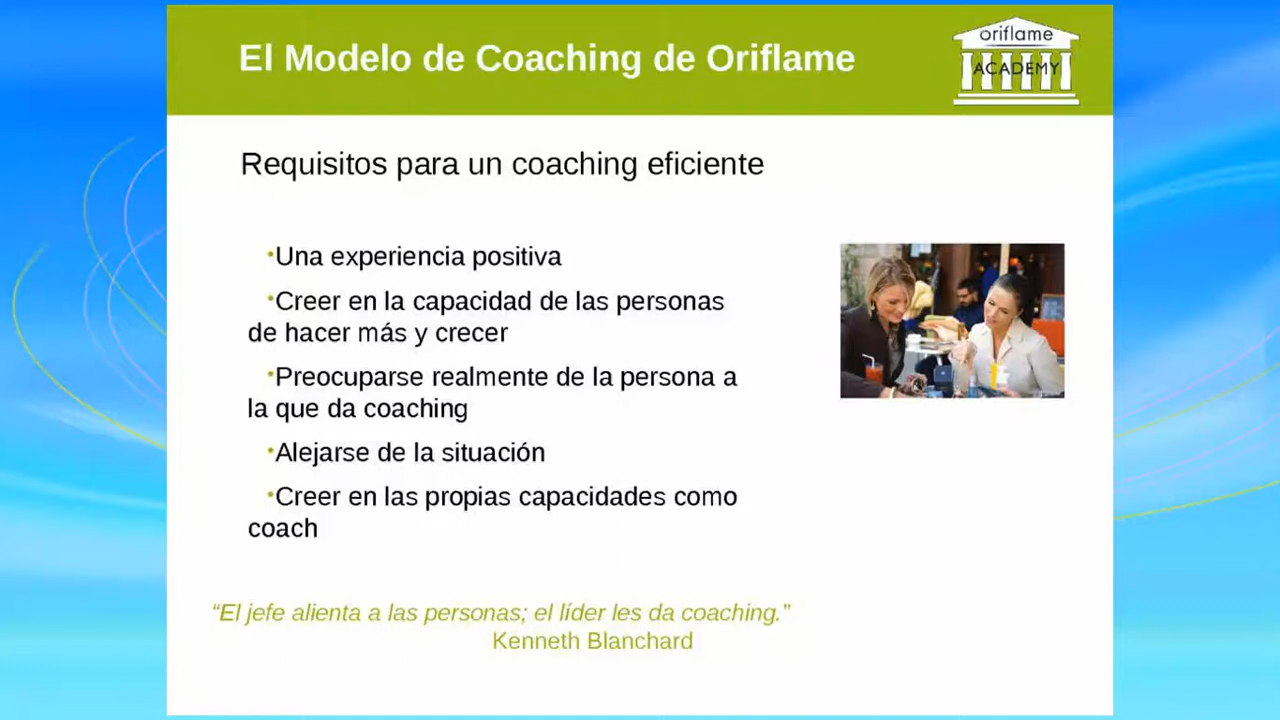 El Modelo de Coaching de Oriflame
oriflame
ACADEMY
Requisitos para un coaching eficiente
•Una experiencia positiva
•Creer en la capacidad de las personas
de hacer más y crecer
•Preocuparse realmente de la persona a
la que da coaching
•Alejarse de la situación
•Creer en las propias capacidades como
coach
“El jefe alienta a las personas; el líder les da coaching.”
Kenneth Blanchard